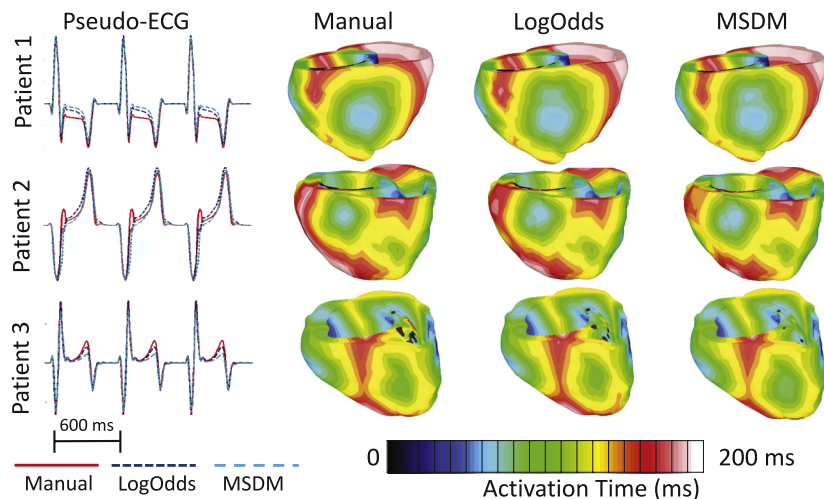 Pseudo-ECG Manual LogOdds MSDM
Patient 1
Patient 2
Patient 3
600 ms
0 200 ms
Manual LogOdds MSDM
Activation Time (ms)